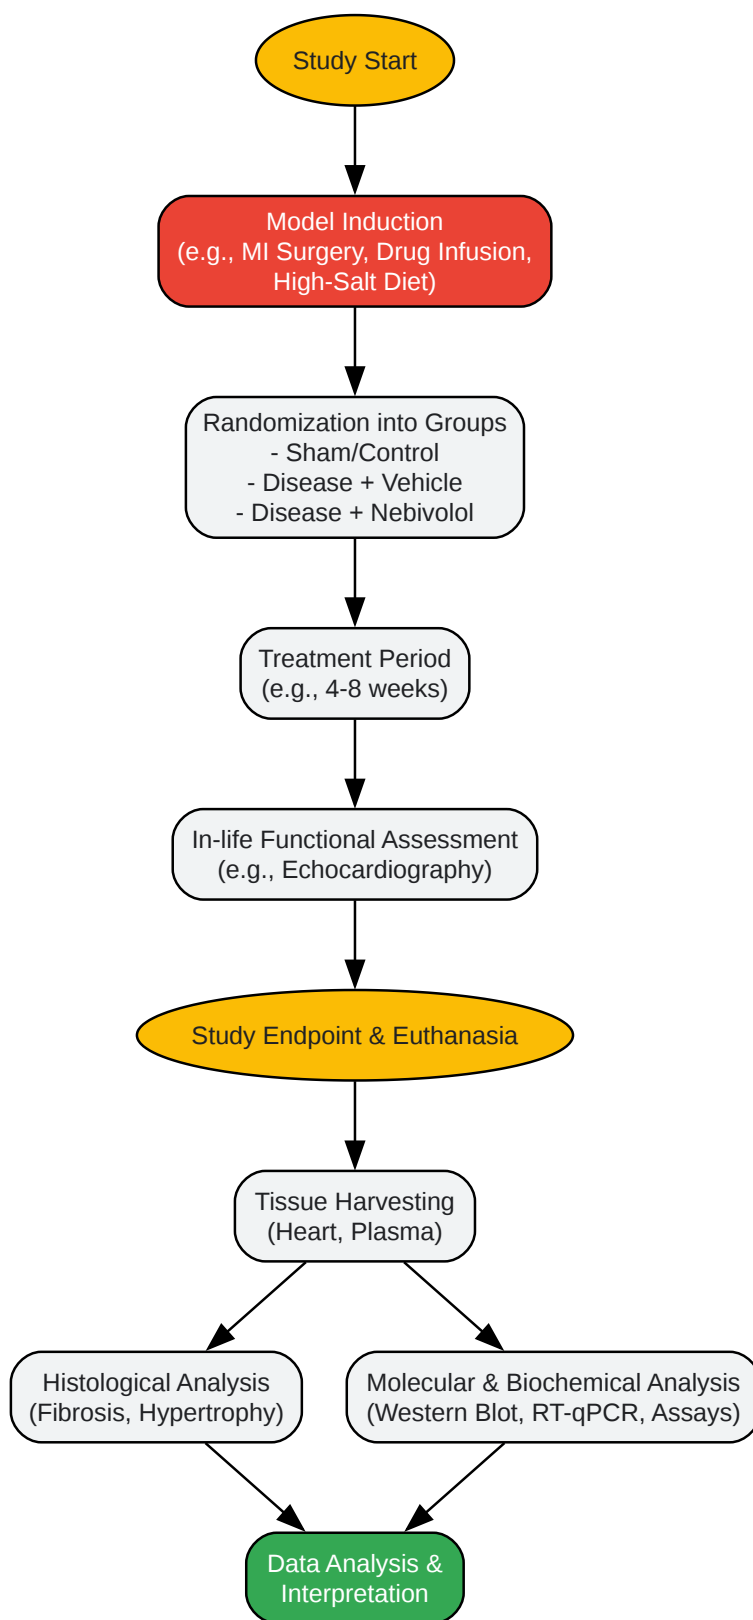 Study Start
Model Induction
(e.g., MI Surgery, Drug Infusion,
High-Salt Diet)
Randomization into Groups
- Sham/Control
- Disease + Vehicle
- Disease + Nebivolol
Treatment Period
(e.g., 4-8 weeks)
In-life Functional Assessment
(e.g., Echocardiography)
Study Endpoint & Euthanasia
Tissue Harvesting
(Heart, Plasma)
Histological Analysis
(Fibrosis, Hypertrophy)
Molecular & Biochemical Analysis
(Western Blot, RT-qPCR, Assays)
Data Analysis &
Interpretation